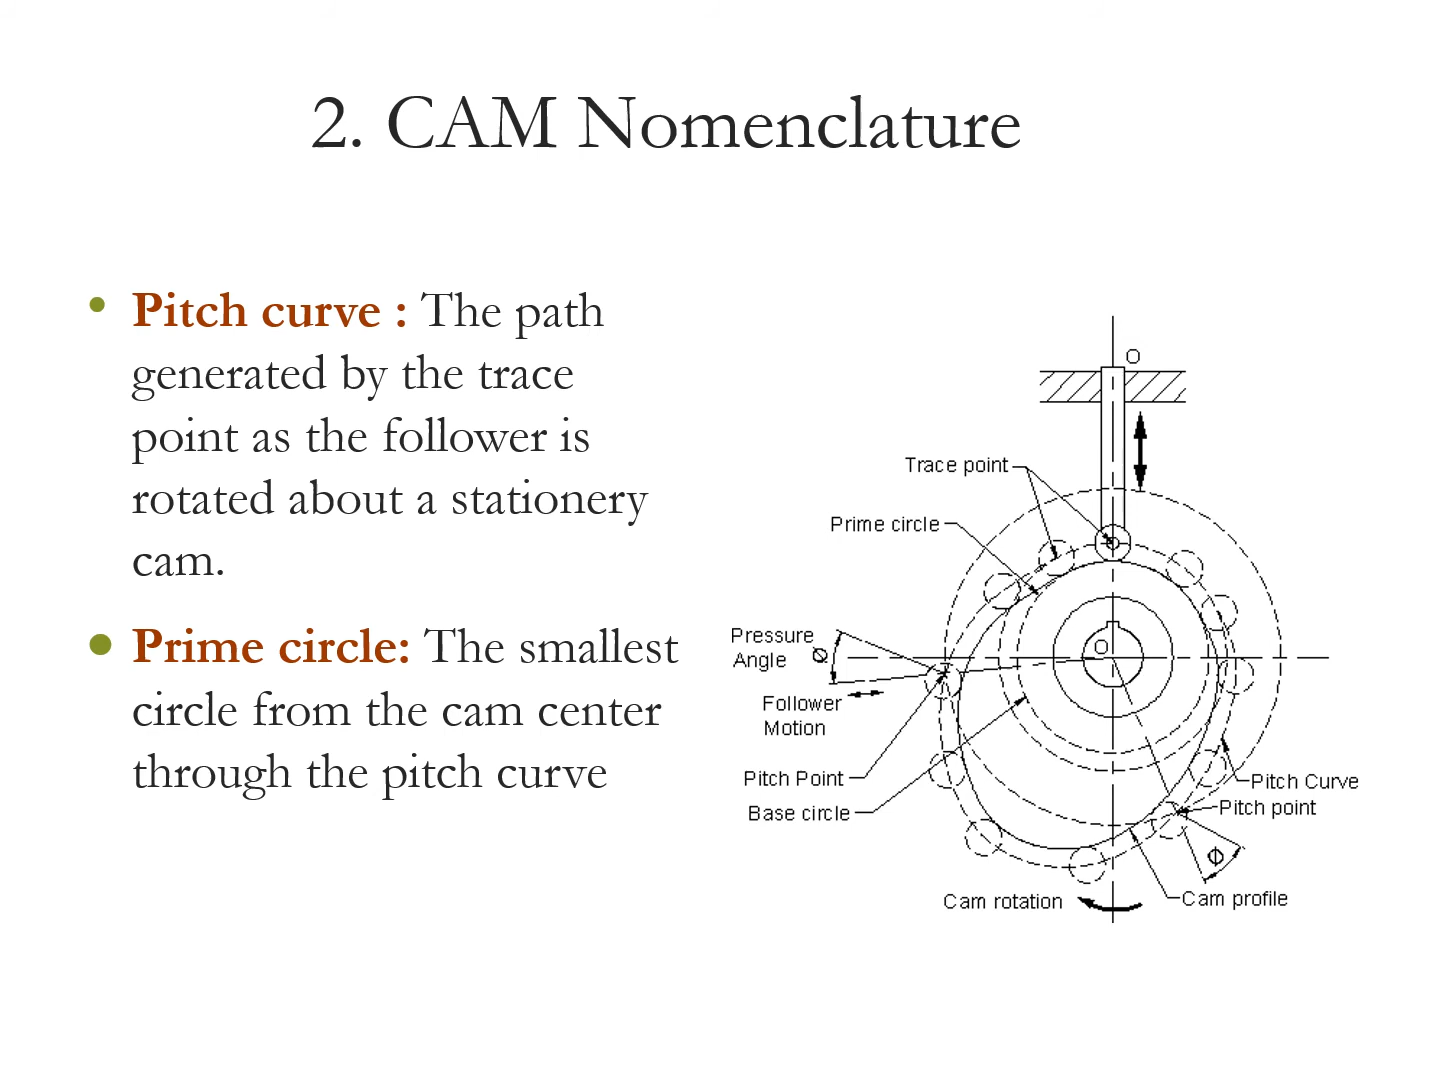 2. CAM Nomenclature
• Pitch curve : The path
generated by the trace
point as the follower is
rotated about a stationery
cam.
• Prime circle: The smallest
circle from the cam center
through the pitch curve
O
Trace point
Prime circle
Pressure
Angle Ø
O
Follower
Motion
Pitch Point
Base circle
Pitch Curve
Pitch point
Φ
Cam rotation
Cam profile